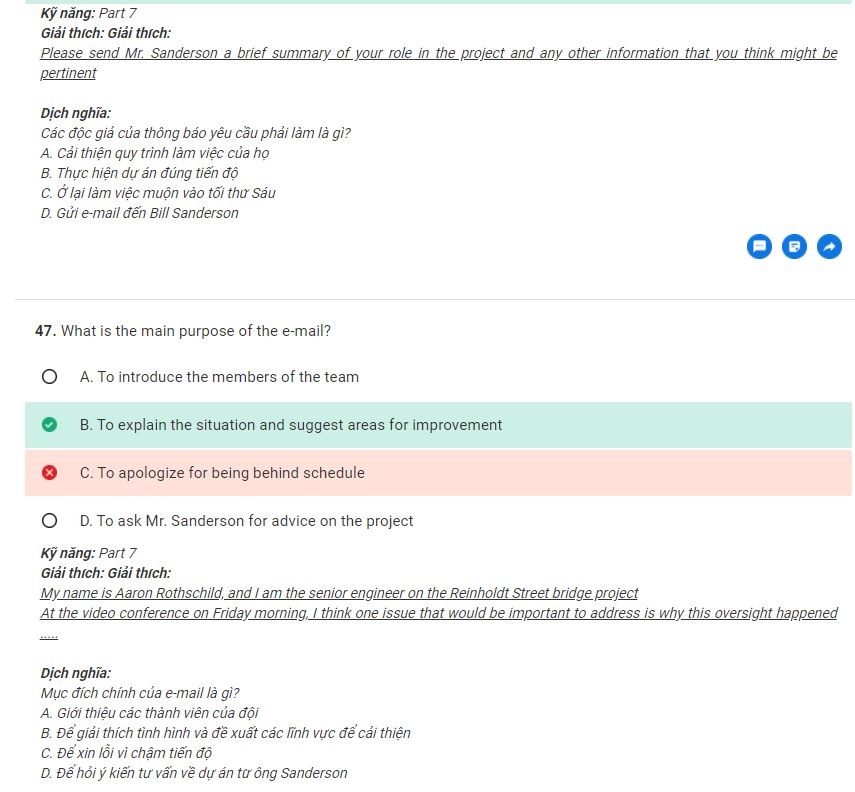 Kỹ năng: Part 7
Giải thích: Giải thích:
Please send Mr. Sanderson a brief summary of your role in the project and any other information that you think might be
pertinent
Dịch nghĩa:
Các độc giả của thông báo yêu cầu phải làm là gì?
A. Cải thiện quy trình làm việc của họ
B. Thực hiện dự án đúng tiến độ
C. Ở lại làm việc muộn vào tối thứ Sáu
D. Gửi e-mail đến Bill Sanderson
47. What is the main purpose of the e-mail?
A. To introduce the members of the team
B. To explain the situation and suggest areas for improvement
C. To apologize for being behind schedule
D. To ask Mr. Sanderson for advice on the project
Kỹ năng: Part 7
Giải thích: Giải thích:
My name is Aaron Rothschild, and I am the senior engineer on the Reinholdt Street bridge project
At the video conference on Friday morning, I think one issue that would be important to address is why this oversight happened
.....
Dịch nghĩa:
Mục đích chính của e-mail là gì?
A. Giới thiệu các thành viên của đội
B. Để giải thích tình hình và đề xuất các lĩnh vực để cải thiện
C. Để xin lỗi vì chậm tiến độ
D. Để hỏi ý kiến tư vấn về dự án từ ông Sanderson